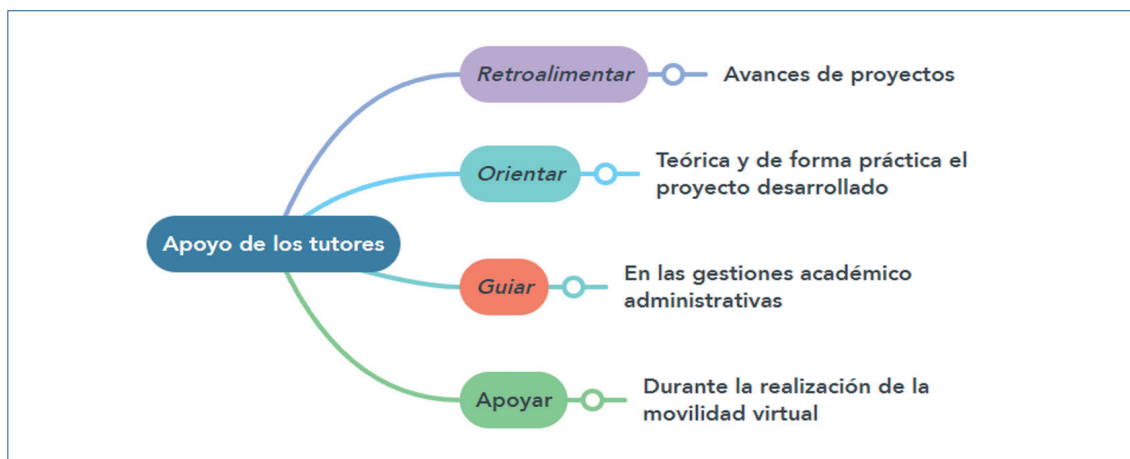 Retroalimentar
Avances de proyectos
Orientar
Teórica y de forma práctica el
proyecto desarrollado
Apoyo de los tutores
Guiar
En las gestiones académico
administrativas
Apoyar
Durante la realización de la
movilidad virtual